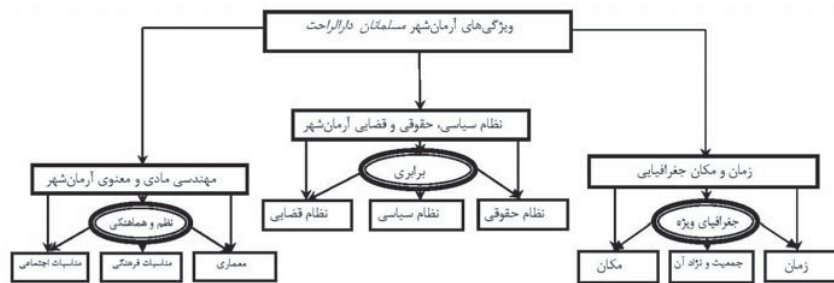 ویژگی‌های آرمان‌شهر مسلمانان دارالراحت
نظام سیاسی، حقوقی و قضایی آرمان‌شهر
زمان و مکان جغرافیایی
مهندسی مادی و معنوی آرمان‌شهر
برابری
جغرافیای ویژه
نظم و هماهنگی
نظام حقوقی
نظام سیاسی
نظام قضایی
زمان
جمعیت و نژاد آن
مکان
معماری
مناسبات فرهنگی
مناسبات اجتماعی